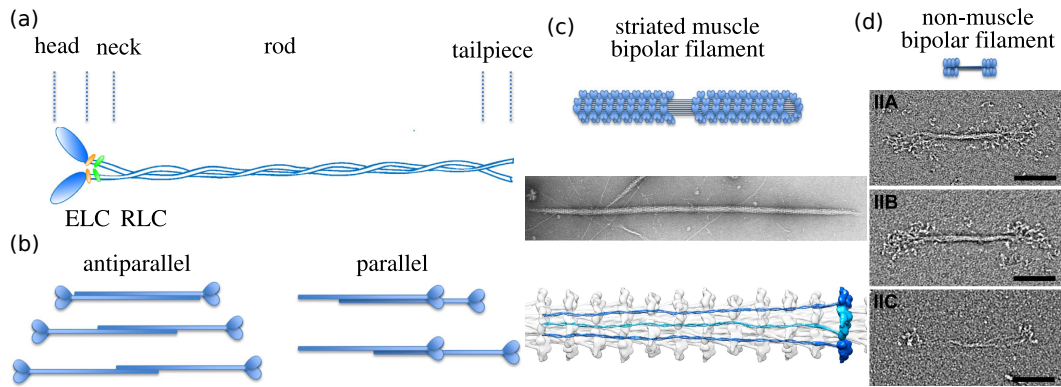 (a)
head neck rod tailpiece
ELC RLC
(b)
antiparallel parallel
(c)
striated muscle
bipolar filament
(d)
non-muscle
bipolar filament
IIA
IIB
IIC